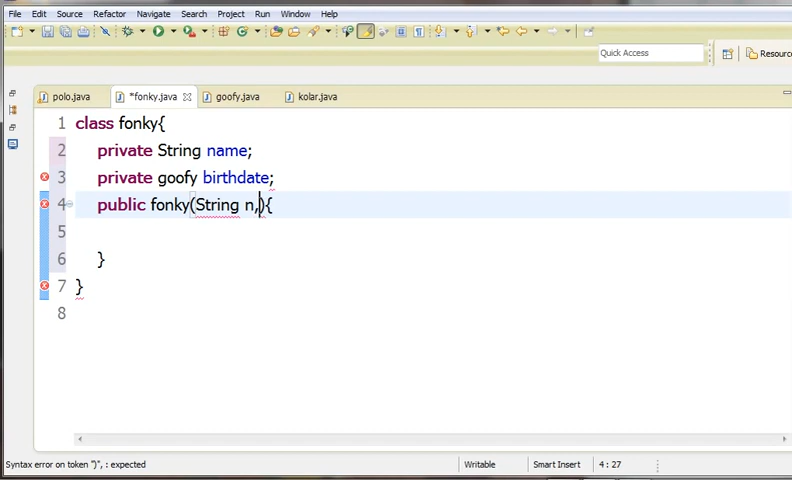 File Edit Source Refactor Navigate Search Project Run Window Help
Quick Access
Resource
polo.java *fonky.java goofy.java kolar.java
1 class fonky{
2 private String name;
3 private goofy birthdate;
4 public fonky(String n,){
5
6 }
7 }
8
Syntax error on token ")", : expected Writable Smart Insert 4 : 27